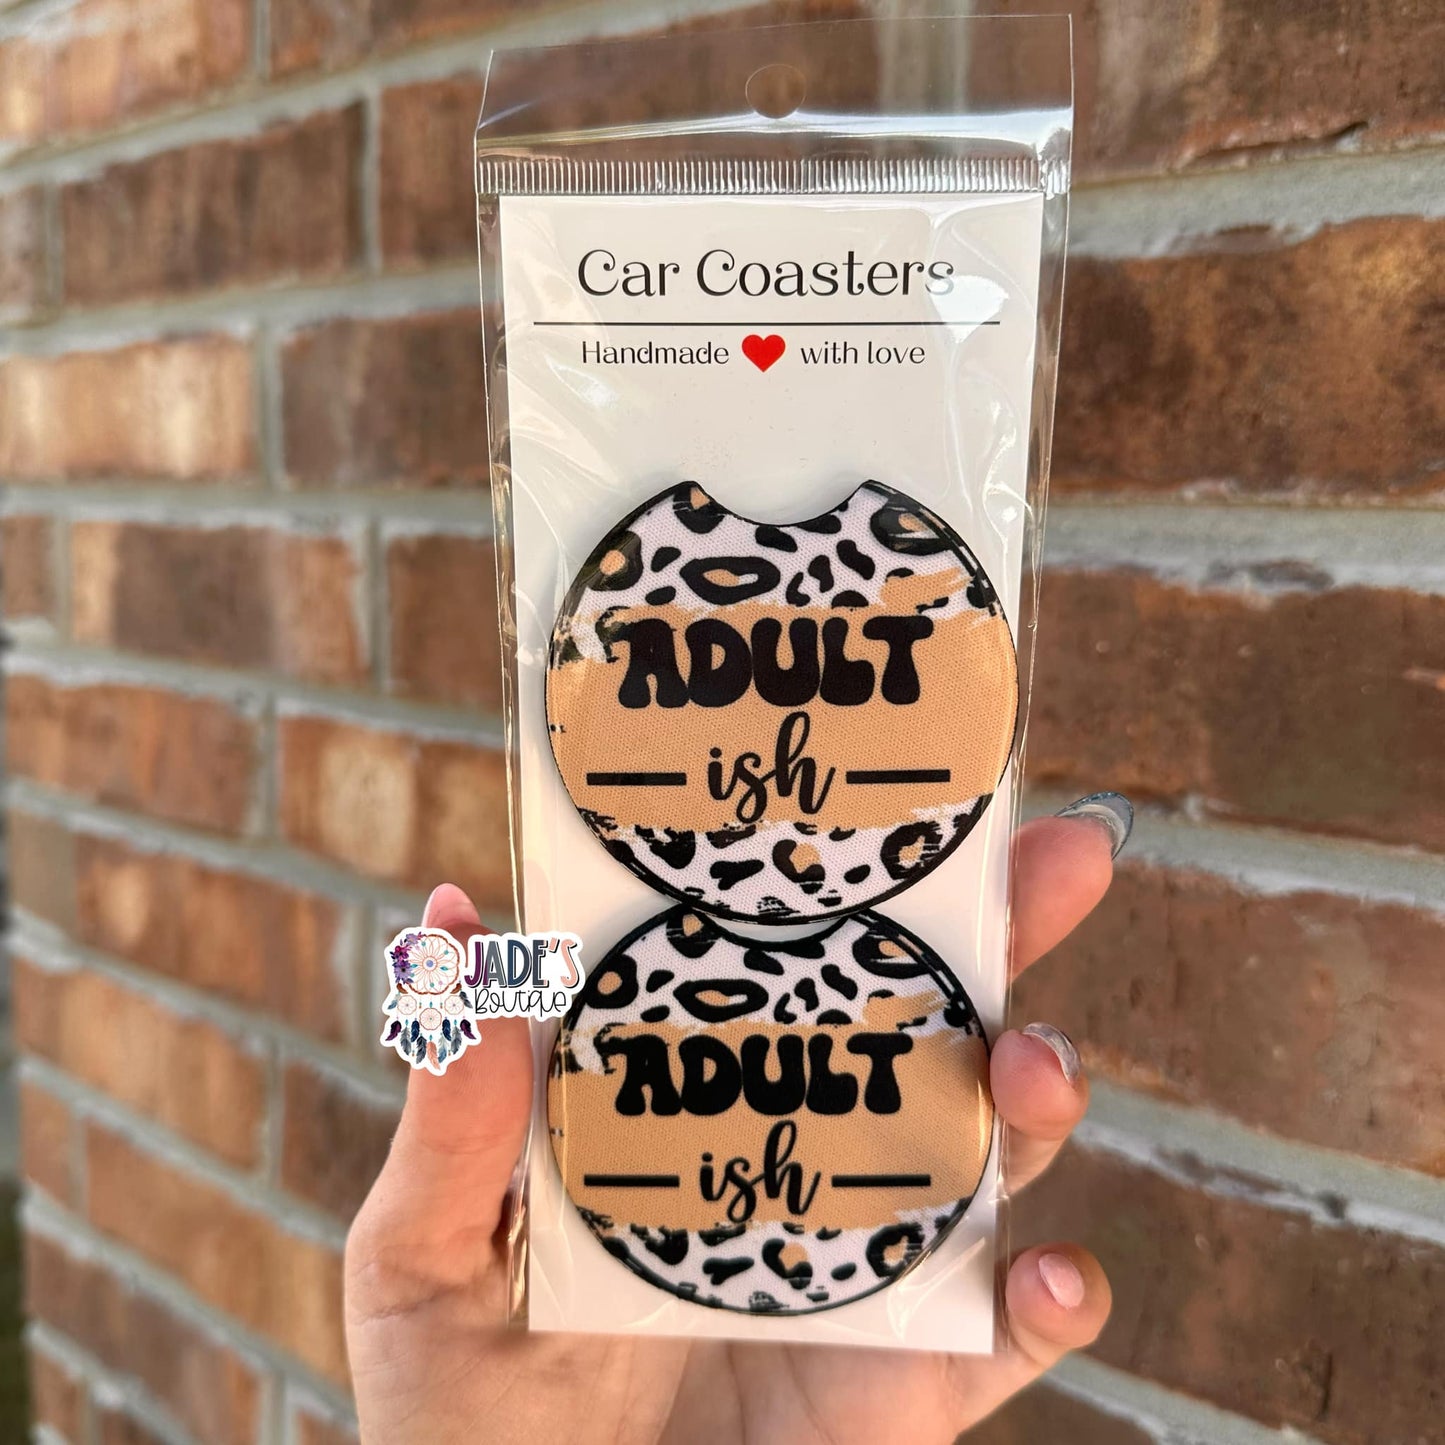 Car Coasters
Handmade ❤ with love
ADULT
ish
JADE'S
Boutique
ADULT
ish